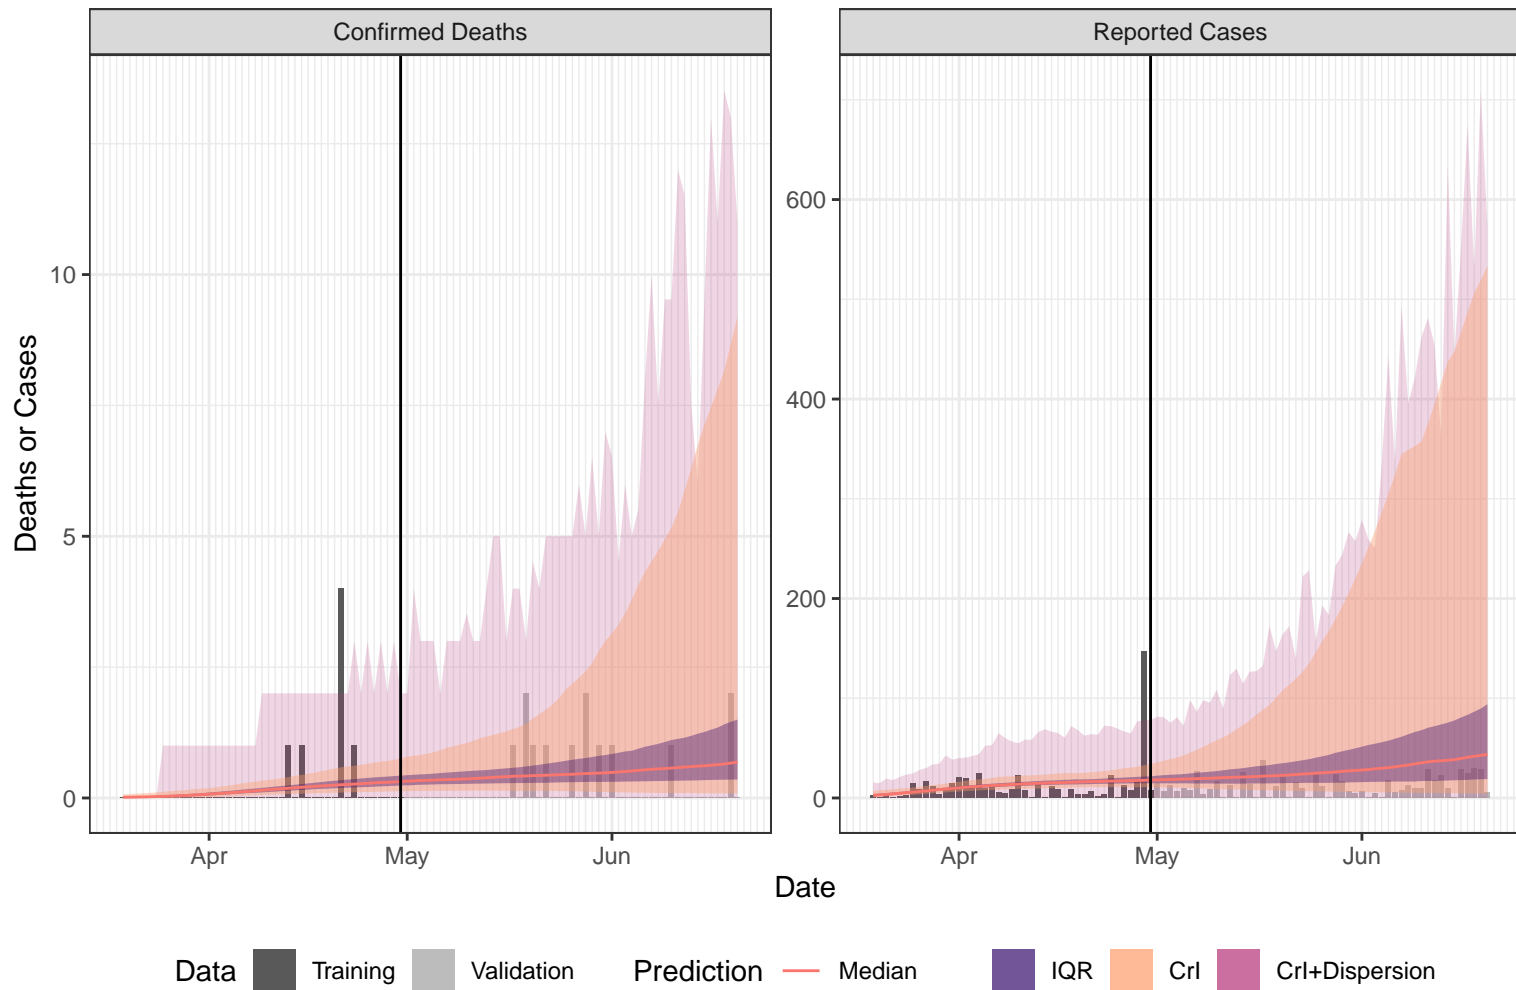 Confirmed Deaths
Reported Cases
Deaths or Cases
10
5
0
600
400
200
0
Apr
May
Jun
Apr
May
Jun
Date
Data
Training
Validation
Prediction
Median
IQR
CrI
CrI+Dispersion